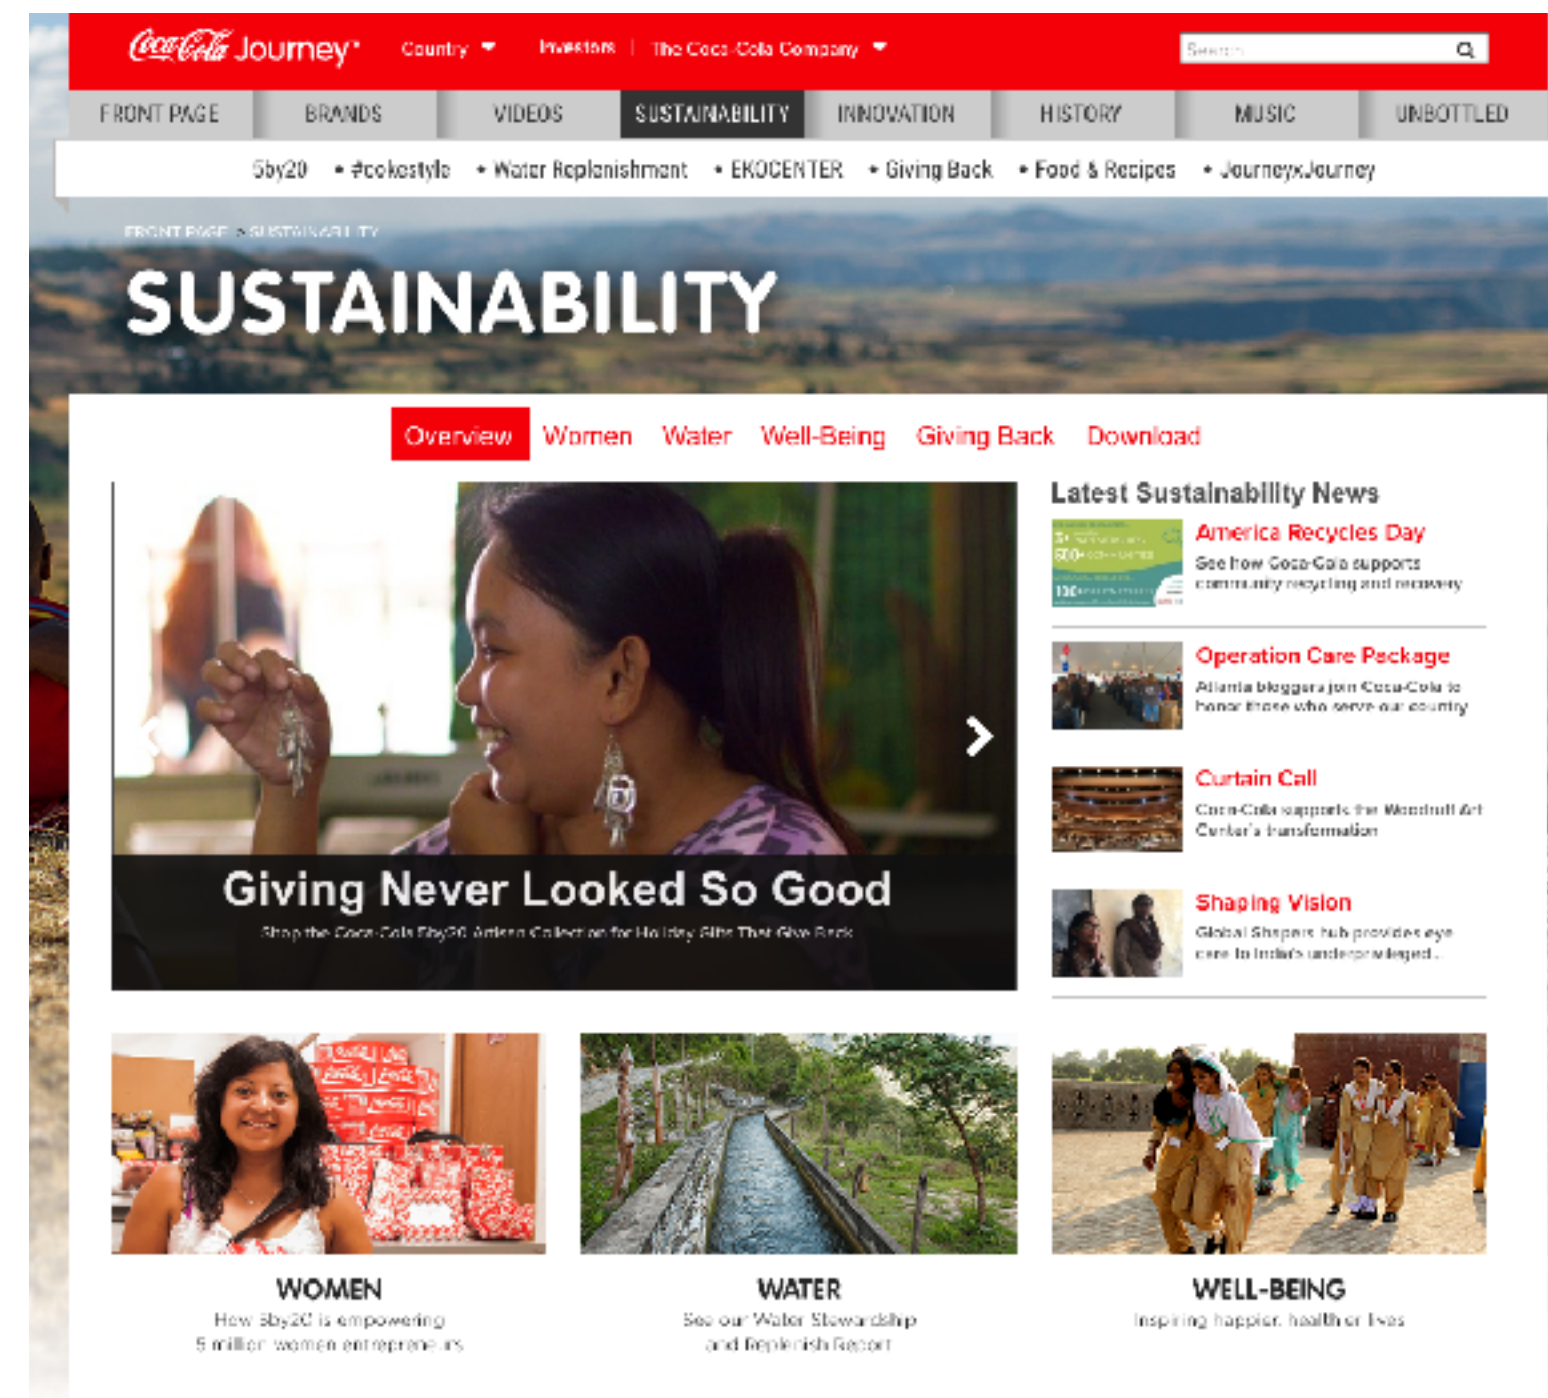 Coca-Cola Journey™ Country Investors | The Coca-Cola Company
Search
FRONT PAGE BRANDS VIDEOS SUSTAINABILITY INNOVATION HISTORY MUSIC UNBOTTLED
5by20 • #cokestyle • Water Replenishment • EKOCENTER • Giving Back • Food & Recipes • JourneyxJourney
FRONT PAGE > SUSTAINABILITY
SUSTAINABILITY
Overview Women Water Well-Being Giving Back Download
Giving Never Looked So Good
Shop the Coca-Cola 5by20 Artisan Collection for Holiday Gifts That Give Back
Latest Sustainability News
America Recycles Day
See how Coca-Cola supports
community recycling and recovery
Operation Care Package
Atlanta bloggers join Coca-Cola to
honor those who serve our country
Curtain Call
Coca-Cola supports the Woodruff Art
Center's transformation
Shaping Vision
Global Shapers hub provides eye
care to India's underprivileged...
WOMEN
How 5by20 is empowering
5 million women entrepreneurs
WATER
See our Water Stewardship
and Replenish Report
WELL-BEING
Inspiring happier, healthier lives